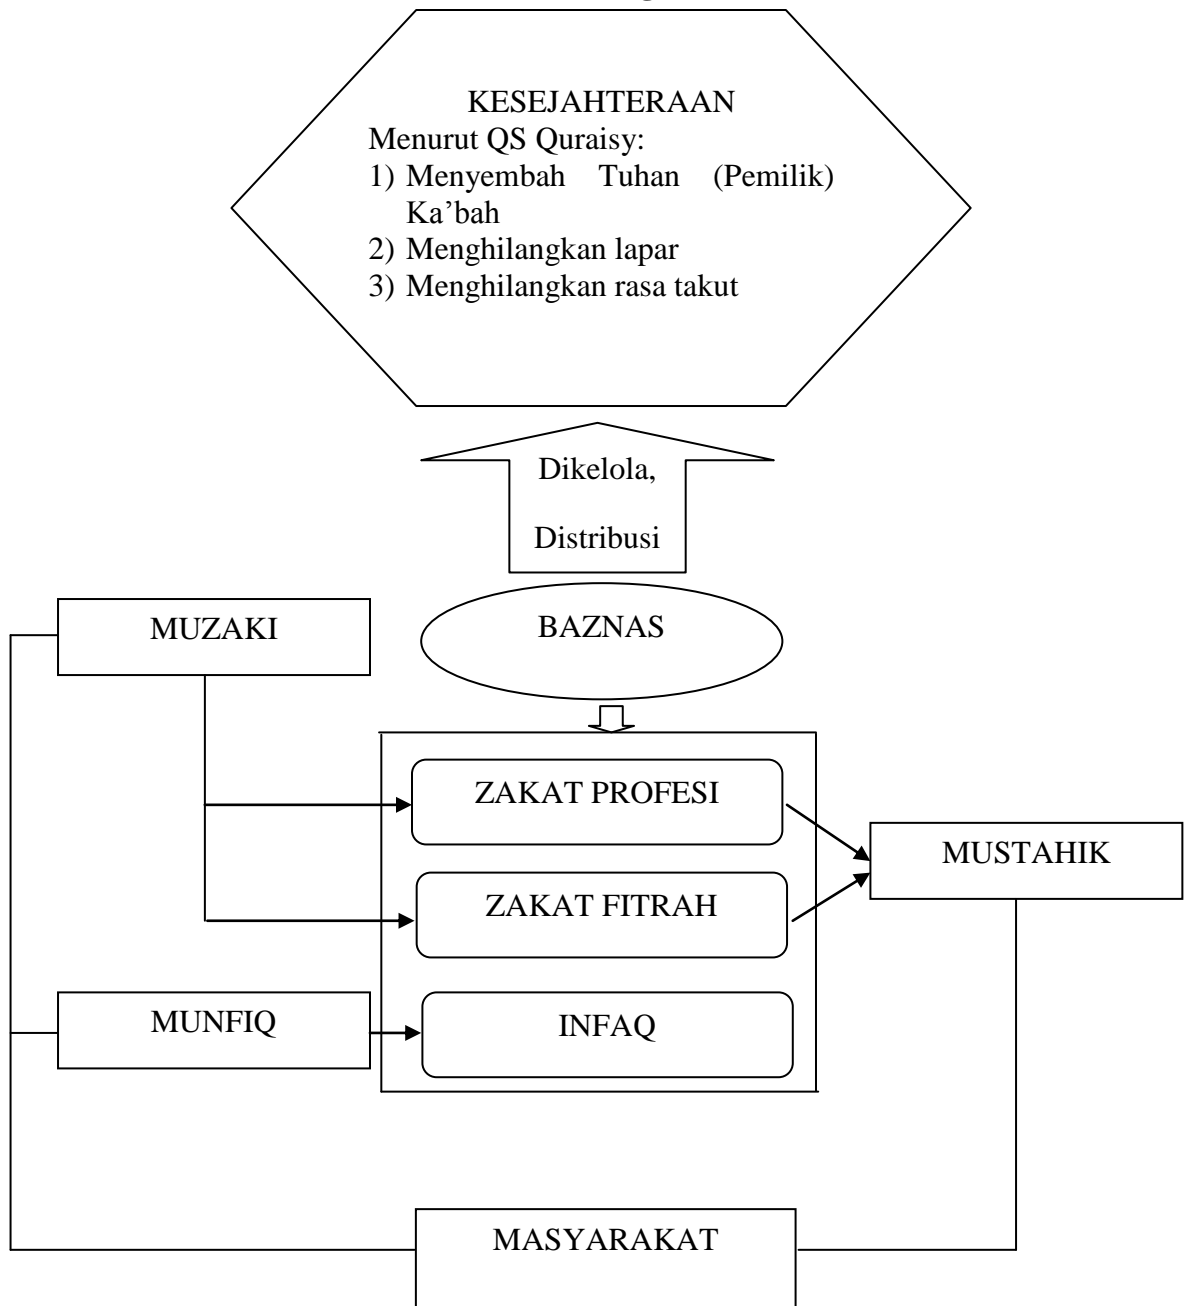 KESEJAHTERAAN
Menurut QS Quraisy:
1) Menyembah Tuhan (Pemilik)
Ka’bah
2) Menghilangkan lapar
3) Menghilangkan rasa takut
Dikelola,
Distribusi
MUZAKI
BAZNAS
ZAKAT PROFESI
MUSTAHIK
ZAKAT FITRAH
MUNFIQ
INFAQ
MASYARAKAT